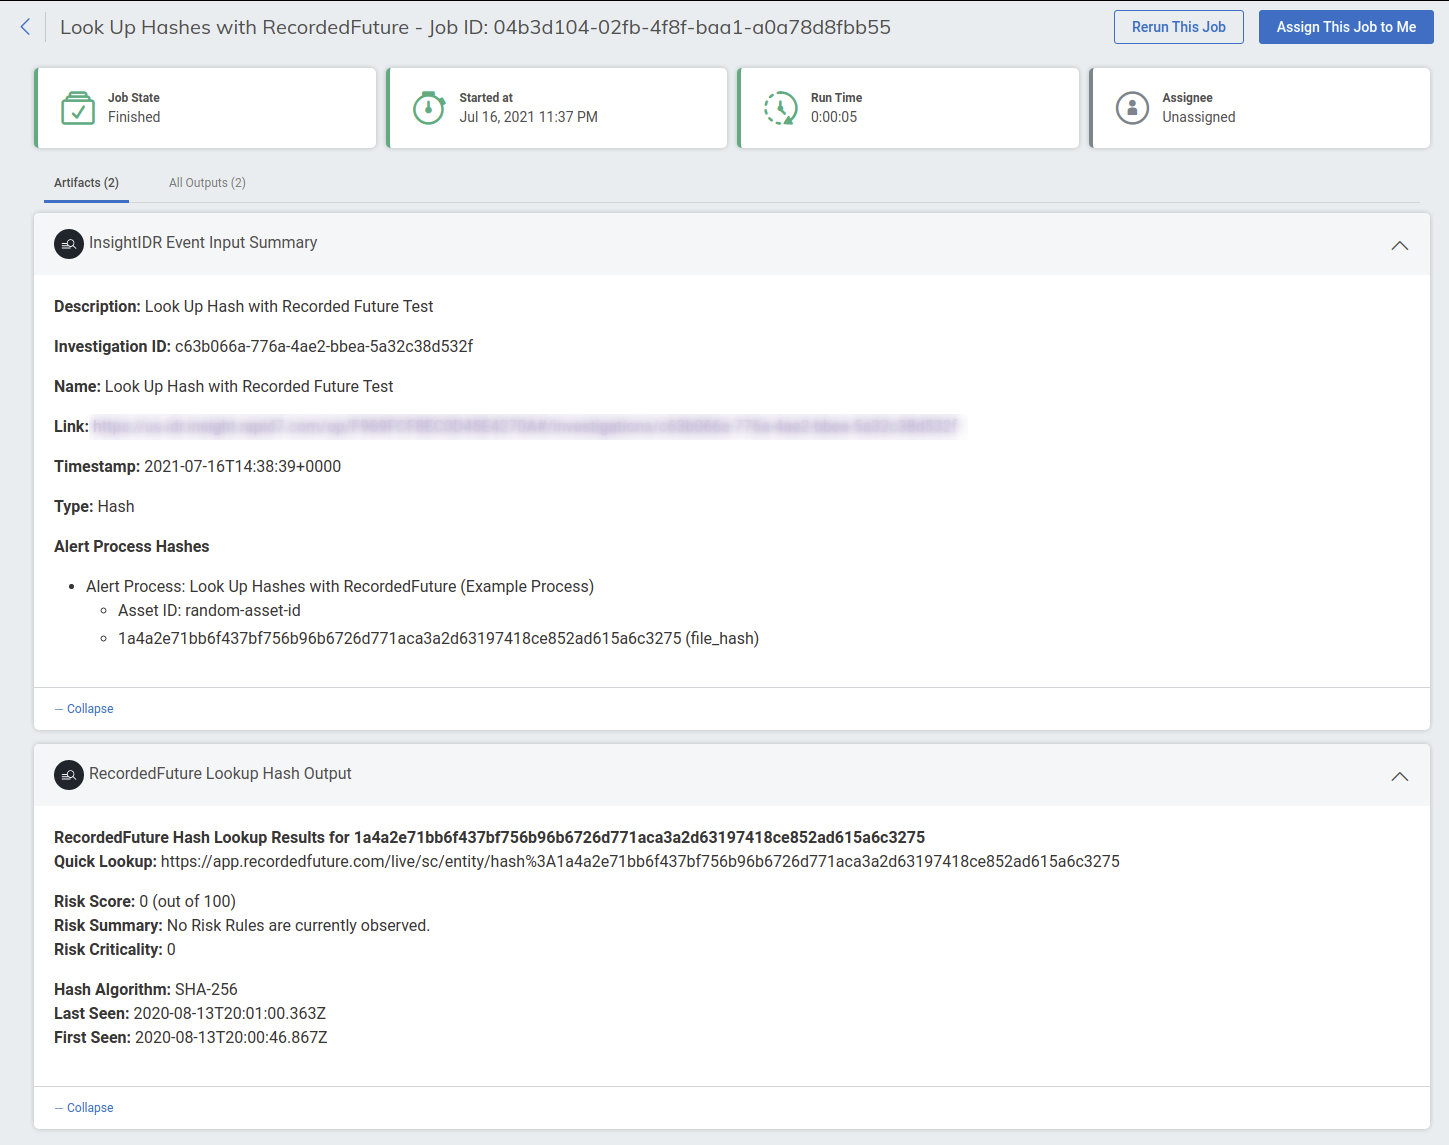 Look Up Hashes with RecordedFuture - Job ID: 04b3d104-02fb-4f8f-baa1-a0a78d8fbb55
Rerun This Job
Assign This Job to Me
Job State
Finished
Started at
Jul 16, 2021 11:37 PM
Run Time
0:00:05
Assignee
Unassigned
Artifacts (2)
All Outputs (2)
InsightIDR Event Input Summary
Description: Look Up Hash with Recorded Future Test
Investigation ID: c63b066a-776a-4ae2-bbea-5a32c38d532f
Name: Look Up Hash with Recorded Future Test
Link:
Timestamp: 2021-07-16T14:38:39+0000
Type: Hash
Alert Process Hashes
• Alert Process: Look Up Hashes with RecordedFuture (Example Process)
◦ Asset ID: random-asset-id
◦ 1a4a2e71bb6f437bf756b96b6726d771aca3a2d63197418ce852ad615a6c3275 (file_hash)
— Collapse
RecordedFuture Lookup Hash Output
RecordedFuture Hash Lookup Results for 1a4a2e71bb6f437bf756b96b6726d771aca3a2d63197418ce852ad615a6c3275
Quick Lookup: https://app.recordedfuture.com/live/sc/entity/hash%3A1a4a2e71bb6f437bf756b96b6726d771aca3a2d63197418ce852ad615a6c3275
Risk Score: 0 (out of 100)
Risk Summary: No Risk Rules are currently observed.
Risk Criticality: 0
Hash Algorithm: SHA-256
Last Seen: 2020-08-13T20:01:00.363Z
First Seen: 2020-08-13T20:00:46.867Z
— Collapse